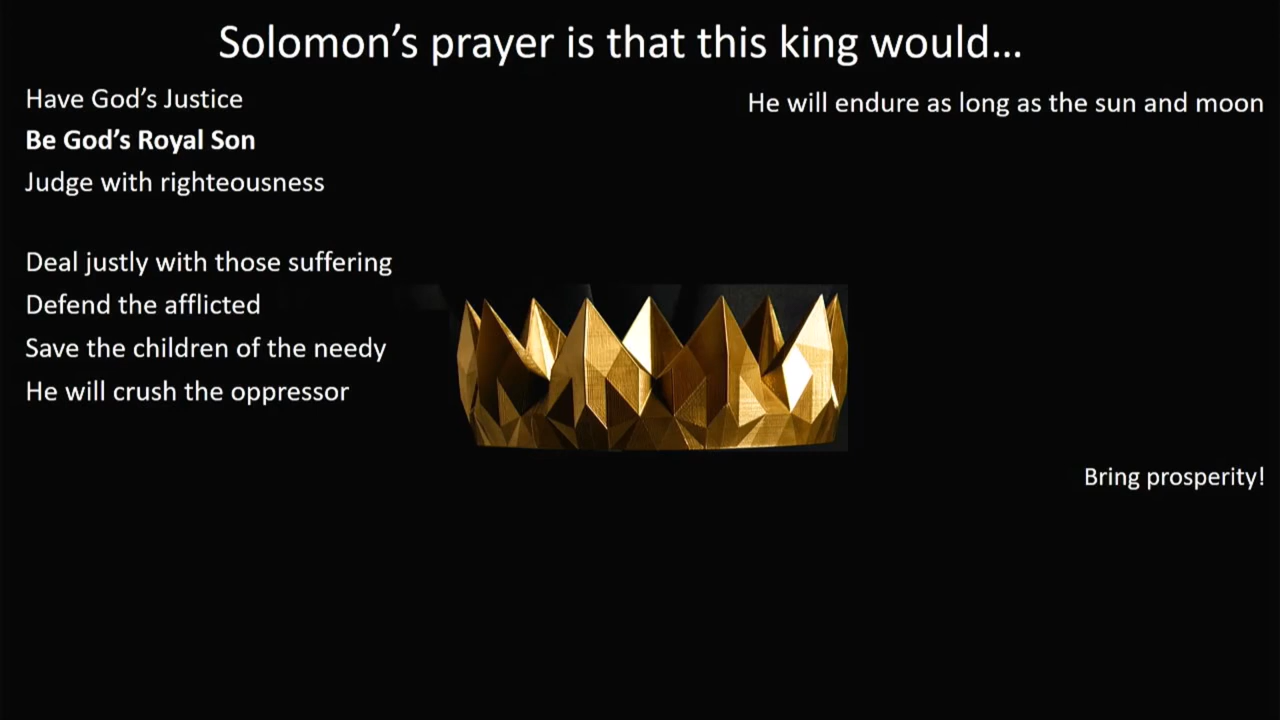 Solomon’s prayer is that this king would...
Have God’s Justice
Be God’s Royal Son
Judge with righteousness
Deal justly with those suffering
Defend the afflicted
Save the children of the needy
He will crush the oppressor
He will endure as long as the sun and moon
Bring prosperity!